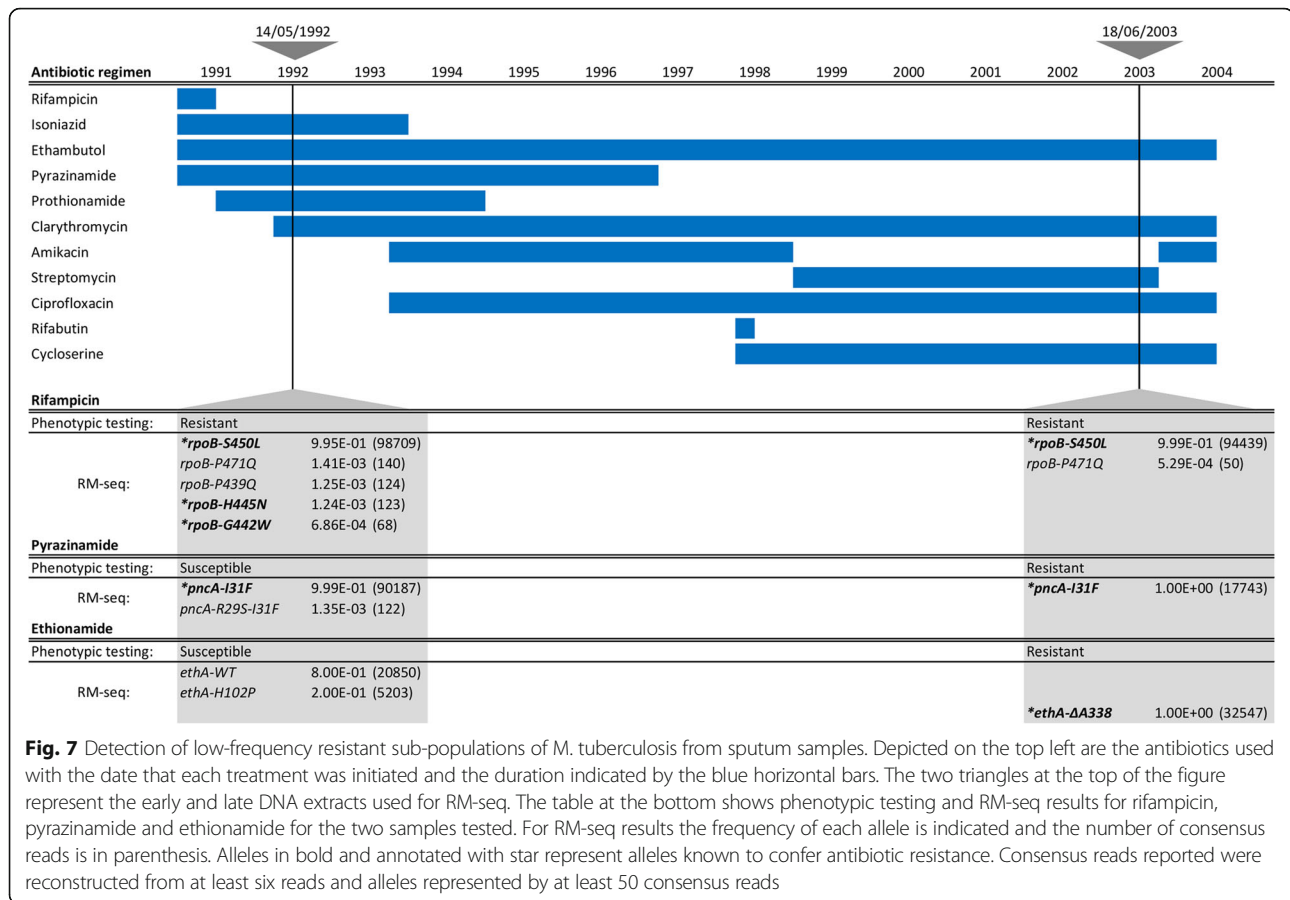 14/05/1992 18/06/2003
Antibiotic regimen 1991 1992 1993 1994 1995 1996 1997 1998 1999 2000 2001 2002 2003 2004
Rifampicin
Isoniazid
Ethambutol
Pyrazinamide
Prothionamide
Clarythromycin
Amikacin
Streptomycin
Ciprofloxacin
Rifabutin
Cycloserine
Rifampicin
Phenotypic testing: Resistant Resistant
*rpoB-S450L 9.95E-01 (98709) *rpoB-S450L 9.99E-01 (94439)
rpoB-P471Q 1.41E-03 (140) rpoB-P471Q 5.29E-04 (50)
RM-seq: rpoB-P439Q 1.25E-03 (124)
*rpoB-H445N 1.24E-03 (123)
*rpoB-G442W 6.86E-04 (68)
Pyrazinamide
Phenotypic testing: Susceptible Resistant
RM-seq: *pncA-I31F 9.99E-01 (90187) *pncA-I31F 1.00E+00 (17743)
pncA-R29S-I31F 1.35E-03 (122)
Ethionamide
Phenotypic testing: Susceptible Resistant
ethA-WT 8.00E-01 (20850)
RM-seq: ethA-H102P 2.00E-01 (5203)
*ethA-ΔA338 1.00E+00 (32547)
Fig. 7 Detection of low-frequency resistant sub-populations of M. tuberculosis from sputum samples. Depicted on the top left are the antibiotics used
with the date that each treatment was initiated and the duration indicated by the blue horizontal bars. The two triangles at the top of the figure
represent the early and late DNA extracts used for RM-seq. The table at the bottom shows phenotypic testing and RM-seq results for rifampicin,
pyrazinamide and ethionamide for the two samples tested. For RM-seq results the frequency of each allele is indicated and the number of consensus
reads is in parenthesis. Alleles in bold and annotated with star represent alleles known to confer antibiotic resistance. Consensus reads reported were
reconstructed from at least six reads and alleles represented by at least 50 consensus reads